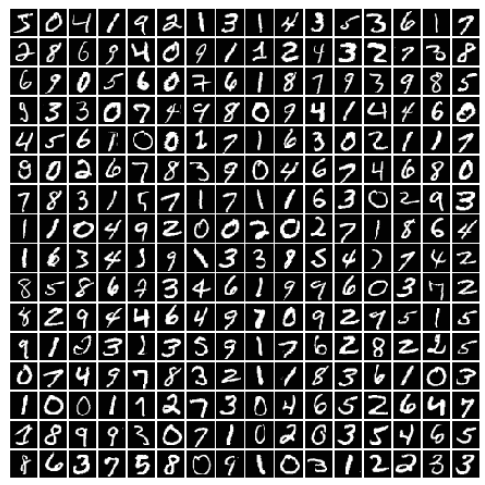 5 0 4 1 9 2 1 3 1 4 3 5 3 6 1 7
2 8 6 9 4 0 9 1 1 2 4 3 2 7 3 8
6 9 0 5 6 0 7 6 1 8 7 9 3 9 8 5
9 3 3 0 7 4 9 8 0 9 4 1 4 4 6 0
4 5 6 1 0 0 1 7 1 6 3 0 2 1 1 7
9 0 2 6 7 8 3 9 0 4 6 7 4 6 8 0
7 8 3 1 5 7 1 7 1 1 6 3 0 2 9 3
1 1 0 4 9 2 0 0 2 0 2 7 1 8 6 4
1 6 3 4 5 9 1 3 3 8 5 4 7 7 4 2
8 5 8 6 7 3 4 6 1 9 9 6 0 3 7 2
8 2 9 4 4 6 4 9 7 0 9 2 9 5 1 5
9 1 2 3 2 3 5 9 1 7 6 2 8 2 2 5
0 7 4 9 7 8 3 2 1 1 8 3 6 1 0 3
1 0 0 1 7 2 7 3 0 4 6 5 2 6 4 7
1 8 9 9 3 0 7 1 0 2 0 3 5 4 6 5
8 6 3 7 5 8 0 9 1 0 3 1 2 2 3 3